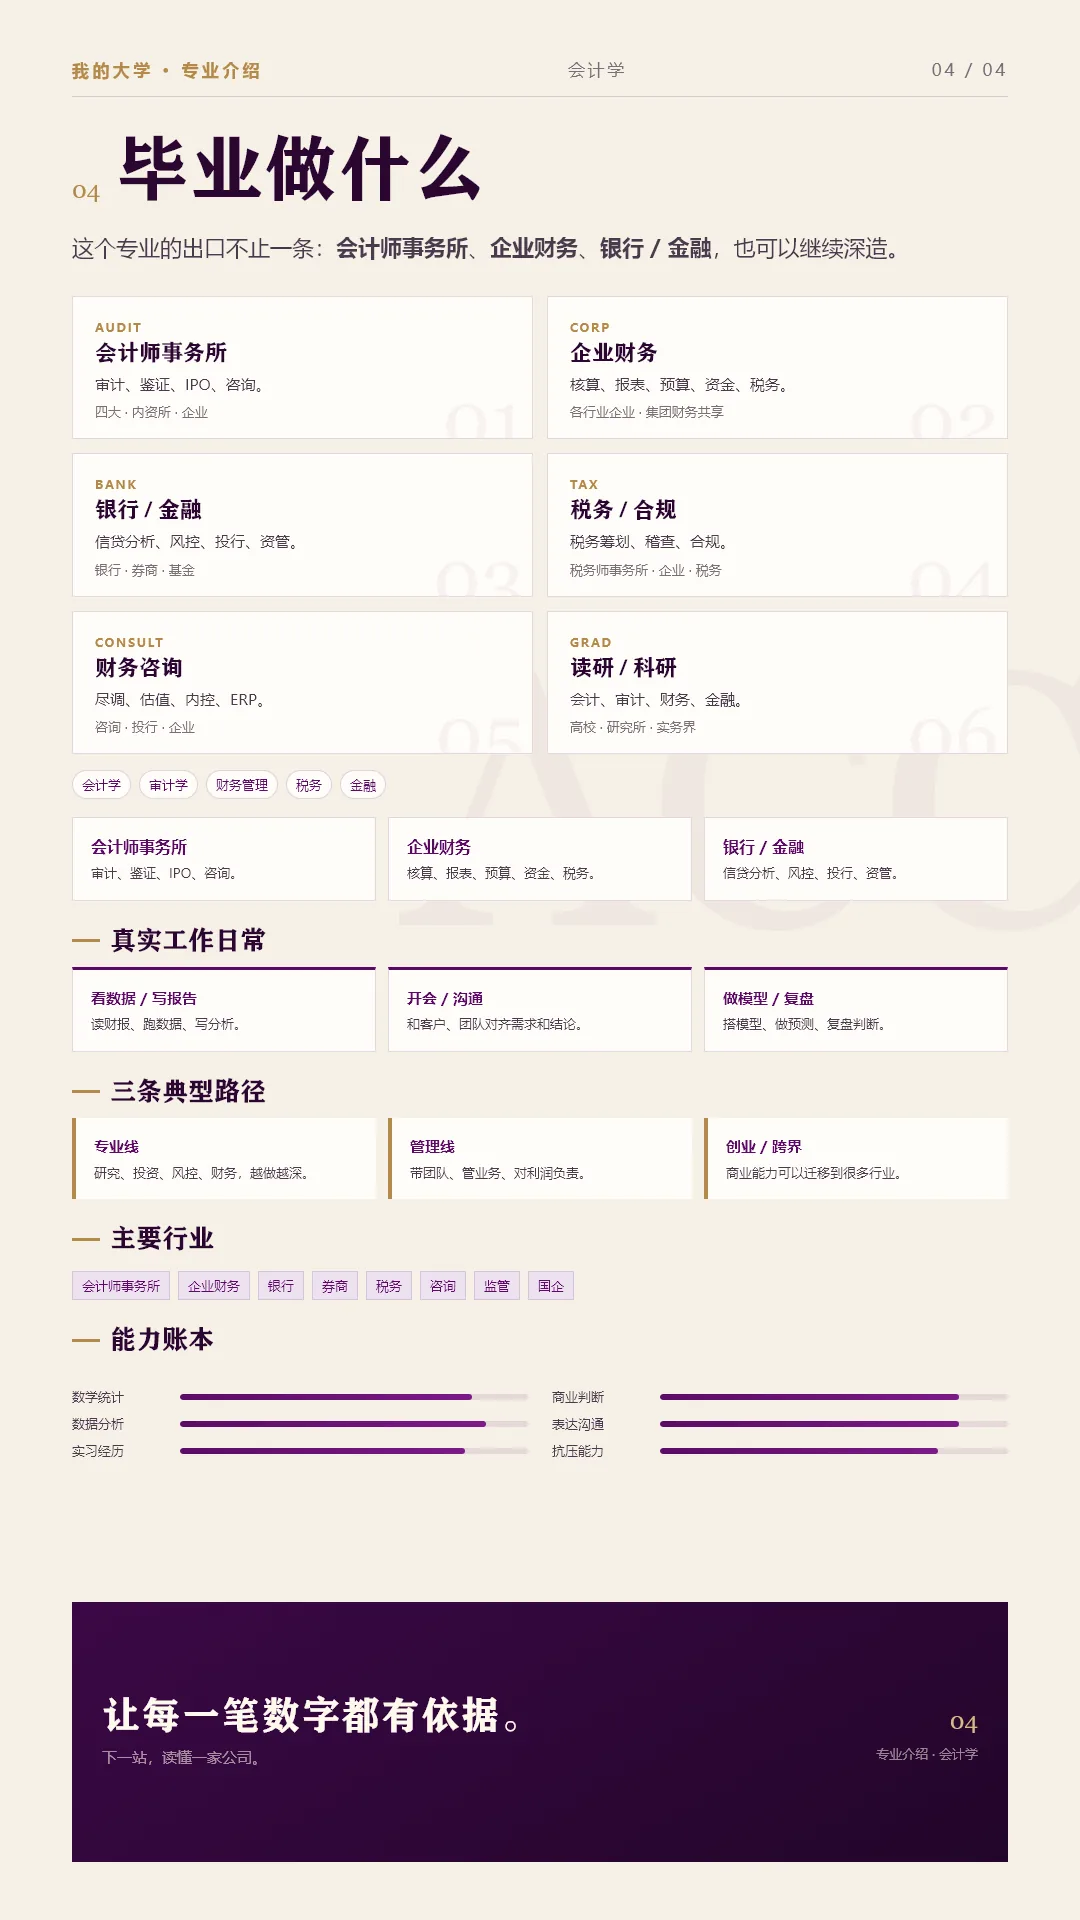 我的大学 · 专业介绍
会计学
04 / 04
04 毕业做什么
这个专业的出口不止一条：会计师事务所、企业财务、银行 / 金融，也可以继续深造。
AUDIT
会计师事务所
审计、鉴证、IPO、咨询。
四大 · 内资所 · 企业
01
CORP
企业财务
核算、报表、预算、资金、税务。
各行业企业 · 集团财务共享
02
BANK
银行 / 金融
信贷分析、风控、投行、资管。
银行 · 券商 · 基金
03
TAX
税务 / 合规
税务筹划、稽查、合规。
税务师事务所 · 企业 · 税务
04
CONSULT
财务咨询
尽调、估值、内控、ERP。
咨询 · 投行 · 企业
05
GRAD
读研 / 科研
会计、审计、财务、金融。
高校 · 研究所 · 实务界
06
ACC
会计学 审计学 财务管理 税务 金融
会计师事务所
审计、鉴证、IPO、咨询。
企业财务
核算、报表、预算、资金、税务。
银行 / 金融
信贷分析、风控、投行、资管。
真实工作日常
看数据 / 写报告
读财报、跑数据、写分析。
开会 / 沟通
和客户、团队对齐需求和结论。
做模型 / 复盘
搭模型、做预测、复盘判断。
三条典型路径
专业线
研究、投资、风控、财务，越做越深。
管理线
带团队、管业务、对利润负责。
创业 / 跨界
商业能力可以迁移到很多行业。
主要行业
会计师事务所 企业财务 银行 券商 税务 咨询 监管 国企
能力账本
数学统计
商业判断
数据分析
表达沟通
实习经历
抗压能力
让每一笔数字都有依据。
下一站，读懂一家公司。
04
专业介绍 · 会计学